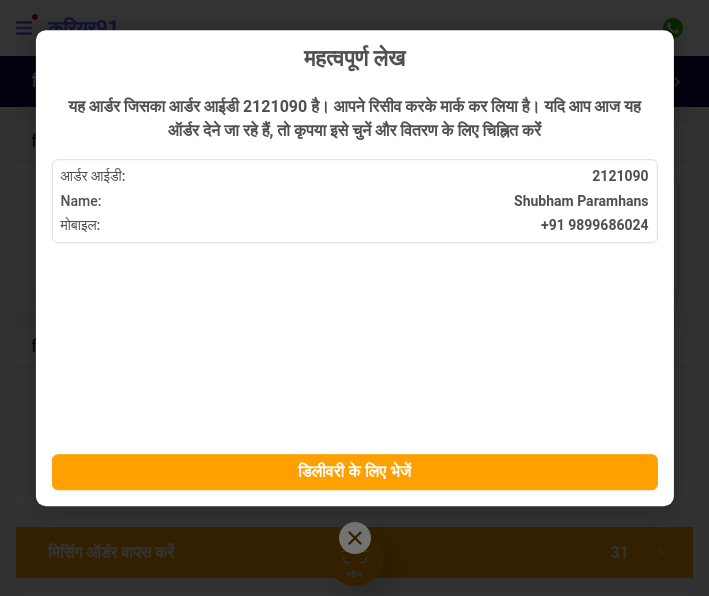 करियर91
महत्वपूर्ण लेख
यह आर्डर जिसका आर्डर आईडी 2121090 है। आपने रिसीव करके मार्क कर लिया है। यदि आप आज यह
ऑर्डर देने जा रहे हैं, तो कृपया इसे चुनें और वितरण के लिए चिह्नित करें
आर्डर आईडी: 2121090
Name: Shubham Paramhans
मोबाइल: +91 9899686024
डिलीवरी के लिए भेजें
मिसिंग ऑर्डर वापस करें 31